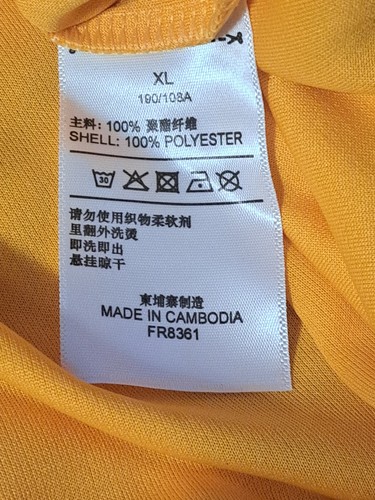 XL
190/108A
主料: 100% 聚酯纤维
SHELL: 100% POLYESTER
30
请勿使用织物柔软剂
里翻外洗烫
即洗即出
悬挂晾干
柬埔寨制造
MADE IN CAMBODIA
FR8361